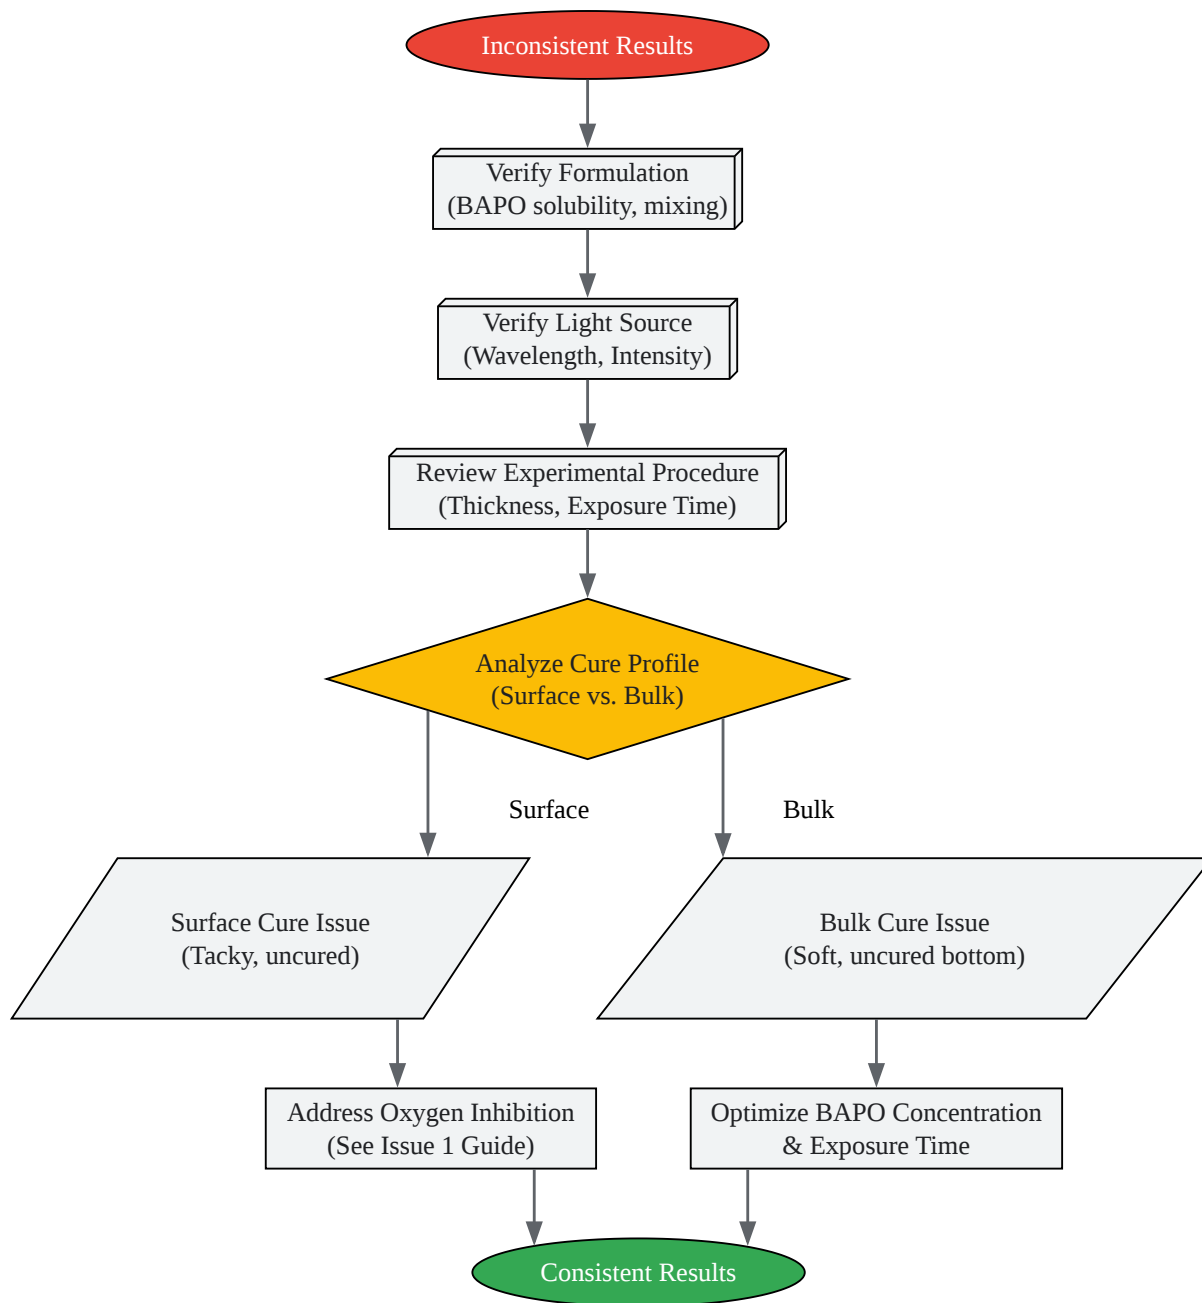 Inconsistent Results
Verify Formulation
(BAPO solubility, mixing)
Verify Light Source
(Wavelength, Intensity)
Review Experimental Procedure
(Thickness, Exposure Time)
Analyze Cure Profile
(Surface vs. Bulk)
Surface
Bulk
Surface Cure Issue
(Tacky, uncured)
Bulk Cure Issue
(Soft, uncured bottom)
Address Oxygen Inhibition
(See Issue 1 Guide)
Optimize BAPO Concentration
& Exposure Time
Consistent Results